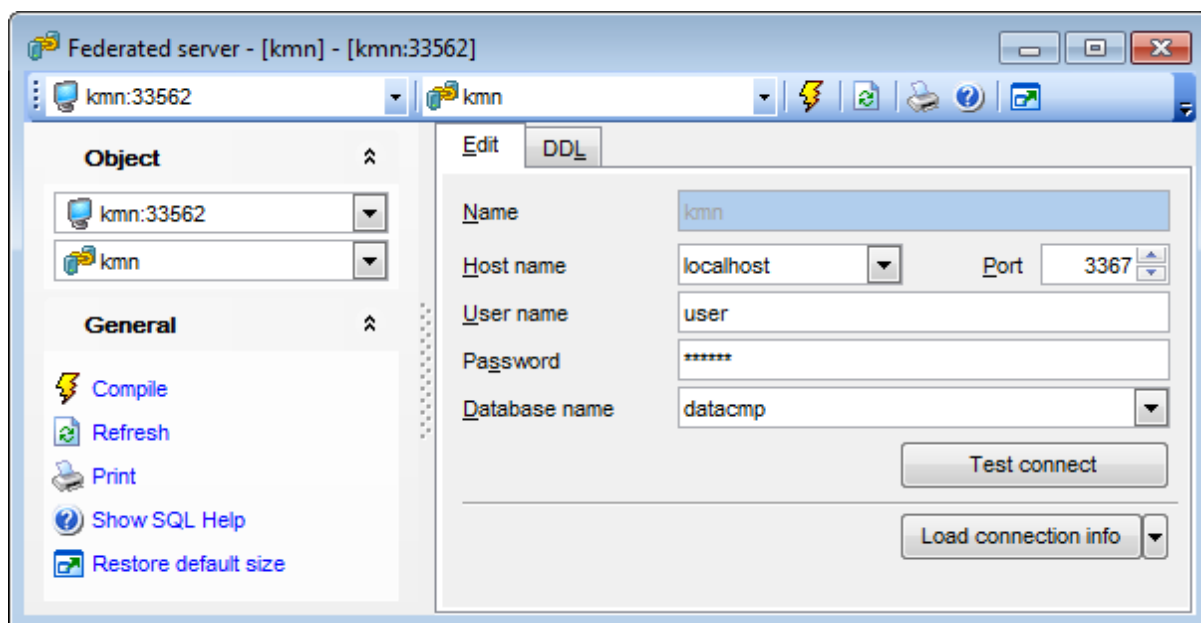 Federated server - [kmn] - [kmn:33562]
kmn:33562 kmn
Object
kmn:33562
kmn
General
Compile
Refresh
Print
Show SQL Help
Restore default size
Edit DDL
Name kmn
Host name localhost Port 3367
User name user
Password ******
Database name datacmp
Test connect
Load connection info